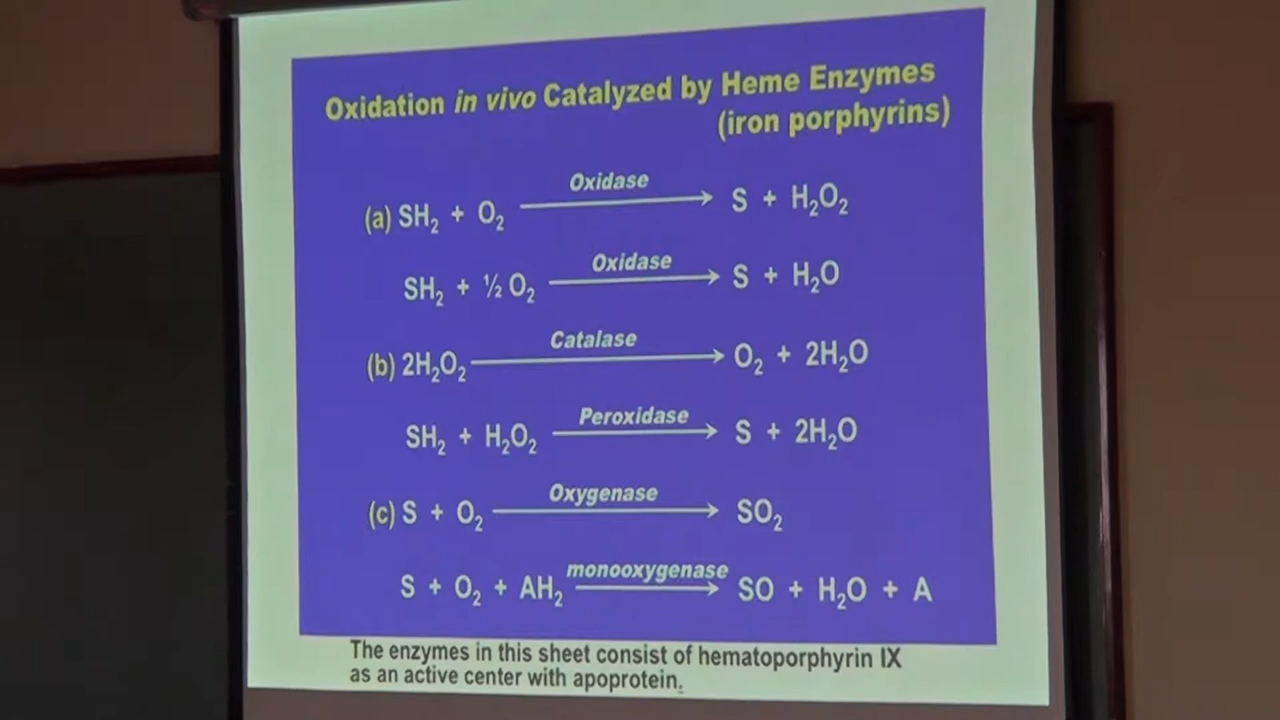 Oxidation in vivo Catalyzed by Heme Enzymes
(iron porphyrins)
(a) SH₂ + O₂ Oxidase → S + H₂O₂
SH₂ + ½ O₂ Oxidase → S + H₂O
(b) 2H₂O₂ Catalase → O₂ + 2H₂O
SH₂ + H₂O₂ Peroxidase → S + 2H₂O
(c) S + O₂ Oxygenase → SO₂
S + O₂ + AH₂ monooxygenase → SO + H₂O + A
The enzymes in this sheet consist of hematoporphyrin IX
as an active center with apoprotein.